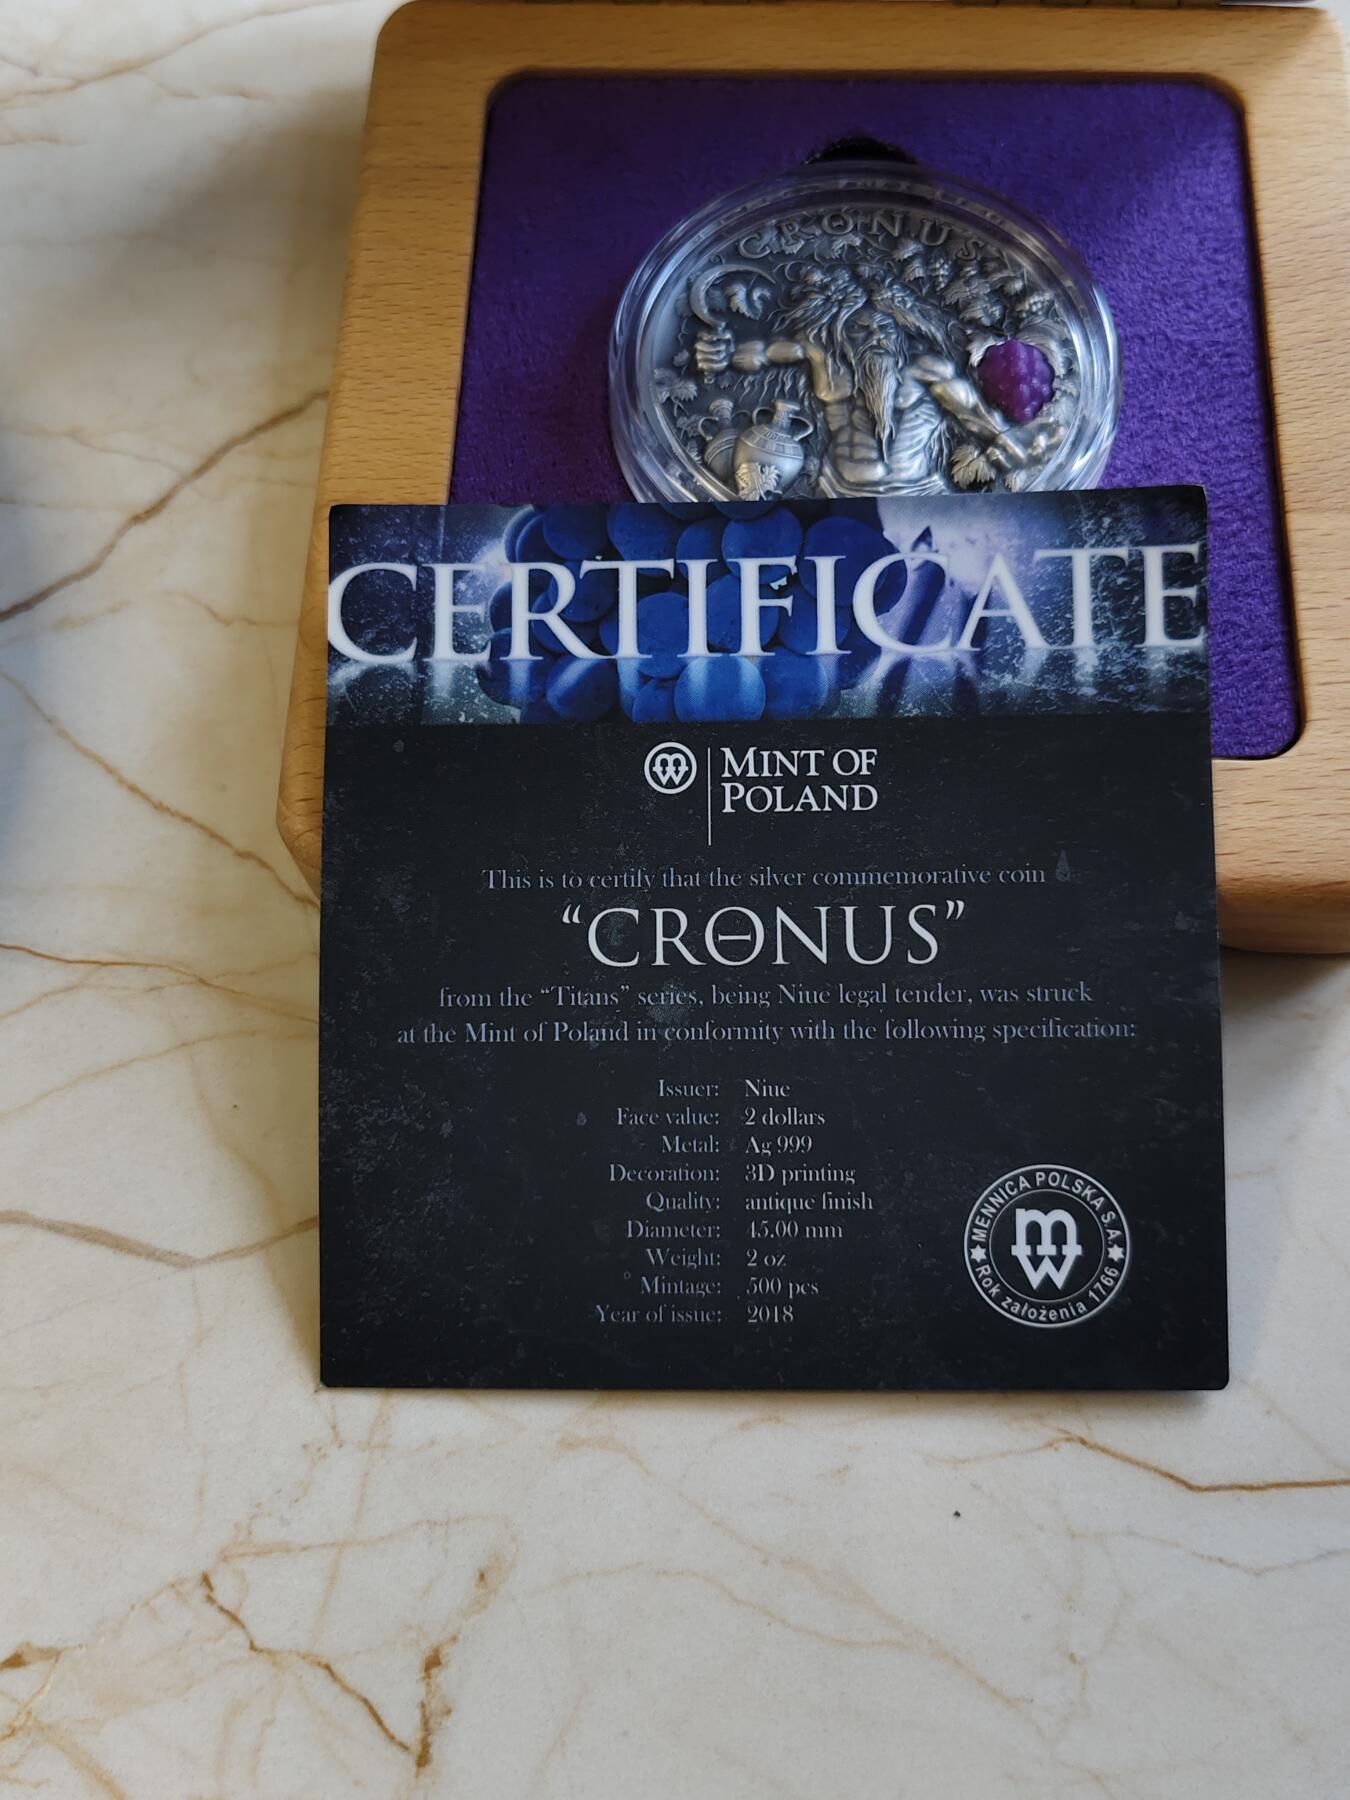 CRONUS
CERTIFICATE
MINT OF
POLAND
This is to certify that the silver commemorative coin
“CRONUS”
from the “Titans” series, being Niue legal tender, was struck
at the Mint of Poland in conformity with the following specification:
Issuer: Niue
Face value: 2 dollars
Metal: Ag 999
Decoration: 3D printing
Quality: antique finish
Diameter: 45.00 mm
Weight: 2 oz
Mintage: 500 pcs
Year of issue: 2018
MENNICA POLSKA S.A.
mw
Rok założenia 1766